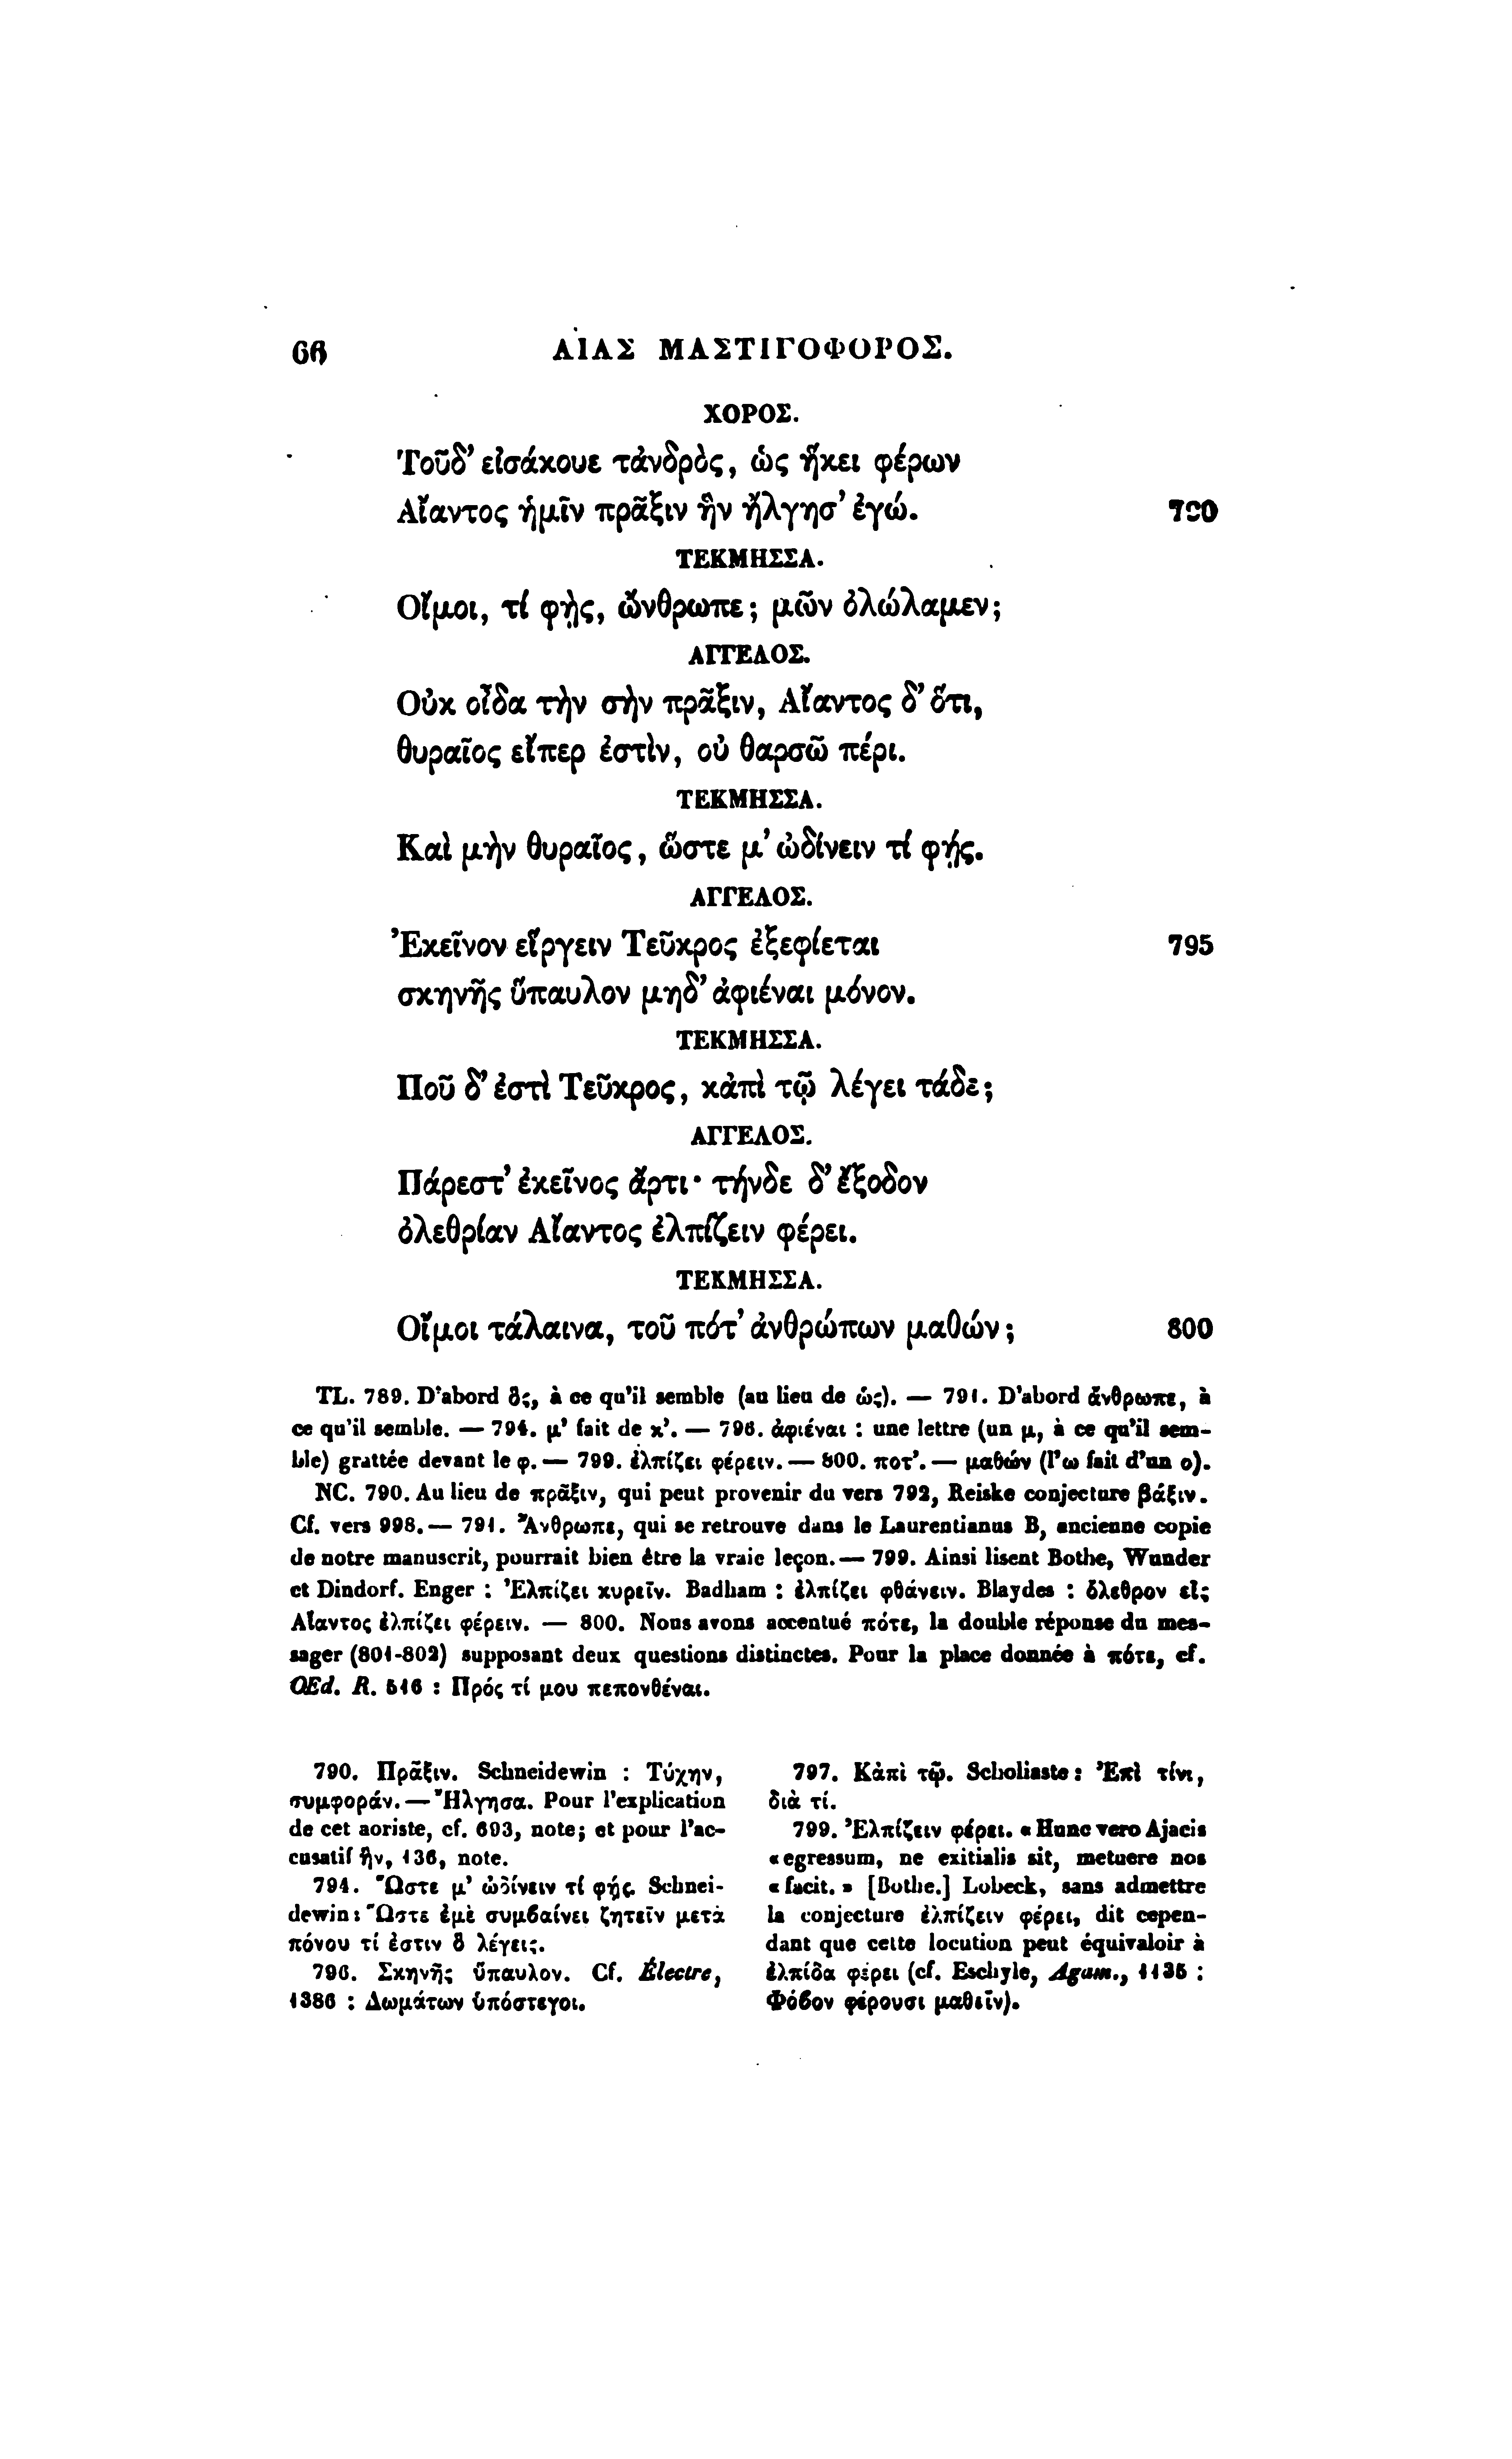 66 ΑΙΑΣ ΜΑΣΤΙΓΟΦΟΡΟΣ.
ΧΟΡΟΣ.
Τοῦδ’ εἰσάκουε τἀνδρὸς, ὡς ἥκει φέρων
Αἴαντος ἡμῖν πρᾶξιν ἣν ἤλγησ’ ἐγώ. 790
ΤΕΚΜΗΣΣΑ.
Οἴμοι, τί φῂς, ὤνθρωπε; μῶν ὀλώλαμεν;
ΑΓΓΕΛΟΣ.
Οὐκ οἶδα τὴν σὴν πρᾶξιν, Αἴαντος δ’ ὅτι,
θυραῖος εἴπερ ἐστὶν, οὐ θαρσῶ πέρι.
ΤΕΚΜΗΣΣΑ.
Καὶ μὴν θυραῖος, ὥστε μ’ ὠδίνειν τί φῄς.
ΑΓΓΕΛΟΣ.
Ἐκεῖνον εἴργειν Τεῦκρος ἐξεφίεται 795
σκηνῆς ὕπαυλον μηδ’ ἀφιέναι μόνον.
ΤΕΚΜΗΣΣΑ.
Ποῦ δ’ ἐστὶ Τεῦκρος, κἀπὶ τῷ λέγει τάδε;
ΑΓΓΕΛΟΣ.
Πάρεστ’ ἐκεῖνος ἄρτι· τήνδε δ’ ἔξοδον
ὀλεθρίαν Αἴαντος ἐλπίζειν φέρει.
ΤΕΚΜΗΣΣΑ.
Οἴμοι τάλαινα, τοῦ πότ’ ἀνθρώπων μαθών; 800
TL. 789. D'abord ὅς, à ce qu'il semble (au lieu de ὡς). — 791. D'abord ἄνθρωπε, à
ce qu'il semble. — 794. μ’ fait de κ’. — 796. ἀφιέναι : une lettre (un μ, à ce qu'il sem-
ble) grattée devant le φ. — 799. ἐλπίζει φέρειν. — 800. ποτ’. — μαθών (l'ω fait d'un ο).
NC. 790. Au lieu de πρᾶξιν, qui peut provenir du vers 792, Reiske conjecture βάξιν.
Cf. vers 998. — 791. Ἄνθρωπε, qui se retrouve dans le Laurentianus B, ancienne copie
de notre manuscrit, pourrait bien être la vraie leçon. — 799. Ainsi lisent Bothe, Wunder
et Dindorf. Enger : Ἐλπίζει κυρεῖν. Badham : ἐλπίζει φθάνειν. Blaydes : ὄλεθρον εἰς
Αἴαντος ἐλπίζει φέρειν. — 800. Nous avons accentué πότε, la double réponse du mes-
sager (801-802) supposant deux questions distinctes. Pour la place donnée à πότε, cf.
OEd. R. 516 : Πρός τί μου πεπονθέναι.
790. Πρᾶξιν. Schneidewin : Τύχην,
συμφοράν. — Ἤλγησα. Pour l'explication
de cet aoriste, cf. 693, note; et pour l'ac-
cusatif ἥν, 136, note.
794. Ὥστε μ’ ὠδίνειν τί φῄς. Schnei-
dewin : Ὥστε ἐμὲ συμβαίνει ζητεῖν μετὰ
πόνου τί ἐστιν ὃ λέγεις.
796. Σκηνῆς ὕπαυλον. Cf. Électre,
1386 : Δωμάτων ὑπόστεγοι.
797. Κἀπὶ τῷ. Scholiaste : Ἐπὶ τίνι,
διὰ τί.
799. Ἐλπίζειν φέρει. « Hunc vero Ajacis
« egressum, ne exitialis sit, metuere nos
« facit. » [Bothe.] Lobeck, sans admettre
la conjecture ἐλπίζειν φέρει, dit cepen-
dant que cette locution peut équivaloir à
ἐλπίδα φέρει (cf. Eschyle, Agam., 1135 :
Φόβον φέρουσι μαθεῖν).